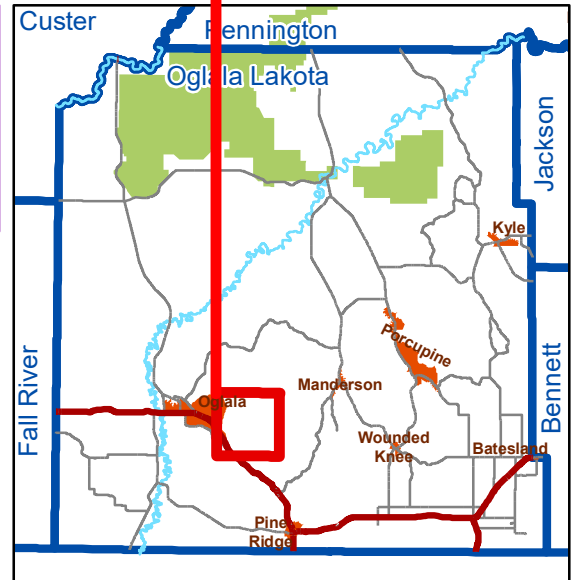 Custer
Pennington
Oglala Lakota
Jackson
Kyle
Porcupine
Fall River
Manderson
Oglala
Bennett
Wounded
Knee
Batesland
Pine
Ridge